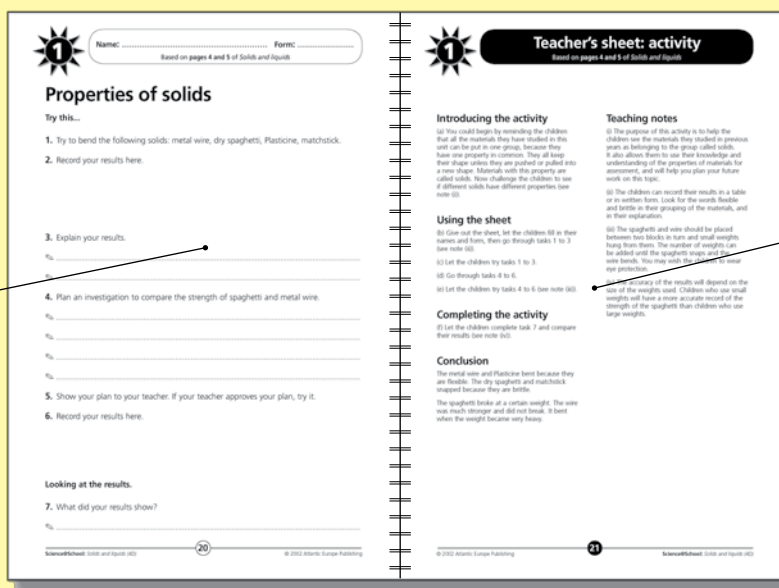 1
Name: ........................................................ Form: ......................
Based on pages 4 and 5 of Solids and liquids
Properties of solids
Try this...
1. Try to bend the following solids: metal wire, dry spaghetti, Plasticine, matchstick.
2. Record your results here.
3. Explain your results.
4. Plan an investigation to compare the strength of spaghetti and metal wire.
5. Show your plan to your teacher. If your teacher approves your plan, try it.
6. Record your results here.
Looking at the results.
7. What did your results show?
Science@School: Solids and liquids (4D)
20
© 2002 Atlantic Europe Publishing
1
Teacher's sheet: activity
Based on pages 4 and 5 of Solids and liquids
Introducing the activity
(a) You could begin by reminding the children
that all the materials they have studied in this
unit can be put in one group, because they
have one property in common. They all keep
their shape unless they are pushed or pulled into
a new shape. Materials with this property are
called solids. Now challenge the children to see
if different solids have different properties (see
note (i)).
Using the sheet
(b) Give out the sheet, let the children fill in their
names and form, then go through tasks 1 to 3
(see note (ii)).
(c) Let the children try tasks 1 to 3.
(d) Go through tasks 4 to 6.
(e) Let the children try tasks 4 to 6 (see note (iii)).
Completing the activity
(f) Let the children complete task 7 and compare
their results (see note (iv)).
Conclusion
The metal wire and Plasticine bent because they
are flexible. The dry spaghetti and matchstick
snapped because they are brittle.
The spaghetti broke at a certain weight. The wire
was much stronger and did not break. It bent
when the weight became very heavy.
Teaching notes
(i) The purpose of this activity is to help the
children see the materials they studied in previous
years as belonging to the group called solids.
It also allows them to use their knowledge and
understanding of the properties of materials for
assessment, and will help you plan your future
work on this topic.
(ii) The children can record their results in a table
or in written form. Look for the words flexible
and brittle in their grouping of the materials, and
in their explanation.
(iii) The spaghetti and wire should be placed
between two blocks in turn and small weights
hung from them. The number of weights can
be added until the spaghetti snaps and the
wire bends. You may wish the children to wear
eye protection.
(iv) The accuracy of the results will depend on the
size of the weights used. Children who use small
weights will have a more accurate record of the
strength of the spaghetti than children who use
large weights.
© 2002 Atlantic Europe Publishing
21
Science@School: Solids and liquids (4D)